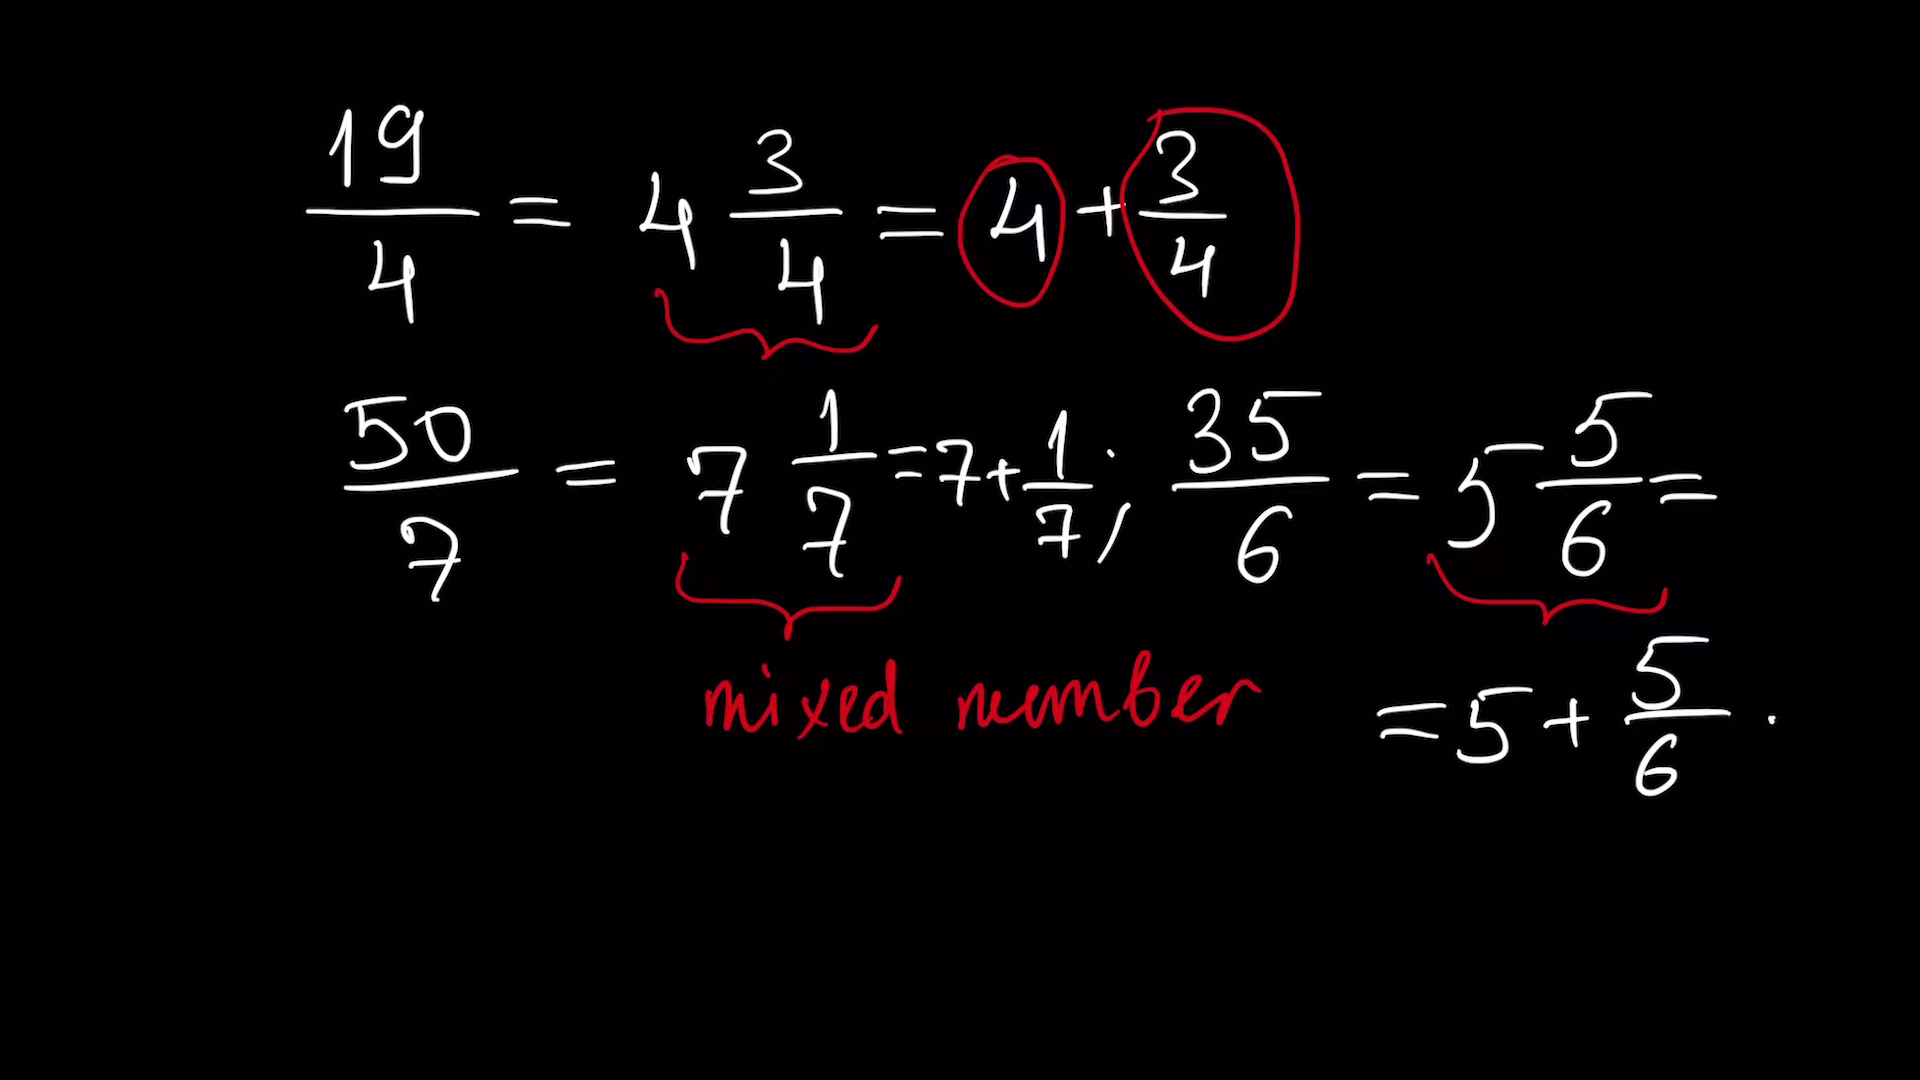 19/4 = 4 3/4 = 4 + 3/4
50/7 = 7 1/7 = 7 + 1/7; 35/6 = 5 5/6 =
mixed number
= 5 + 5/6.